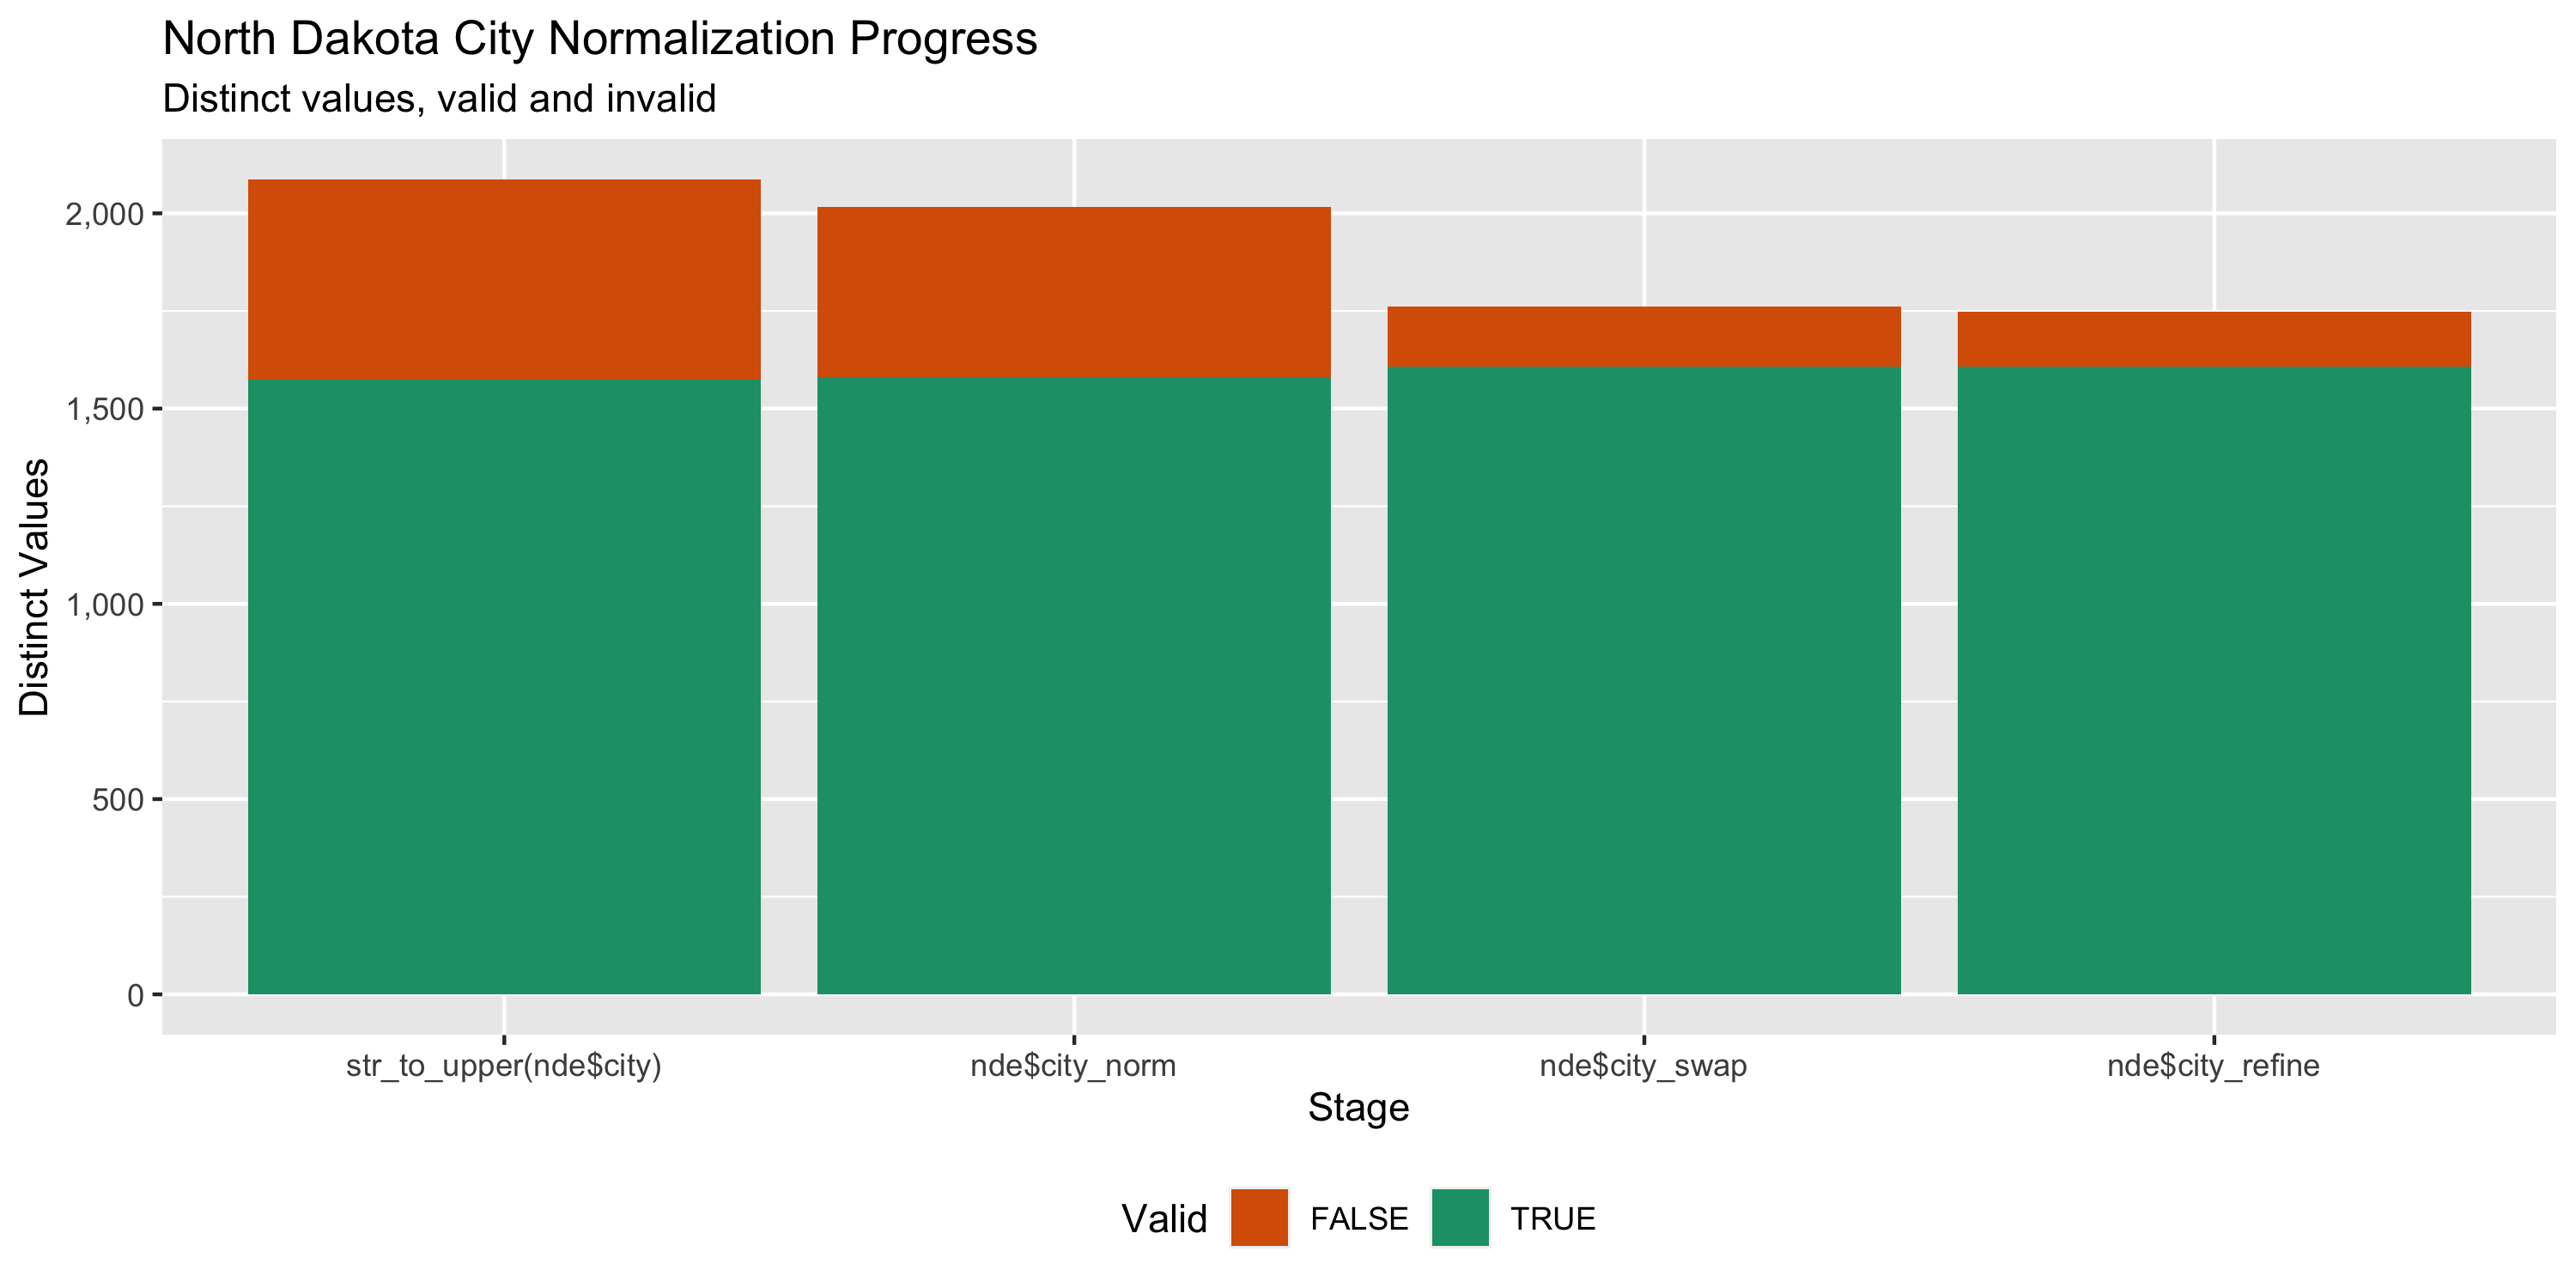 North Dakota City Normalization Progress
Distinct values, valid and invalid
Distinct Values
2,000
1,500
1,000
500
0
str_to_upper(nde$city) nde$city_norm nde$city_swap nde$city_refine
Stage
Valid FALSE TRUE